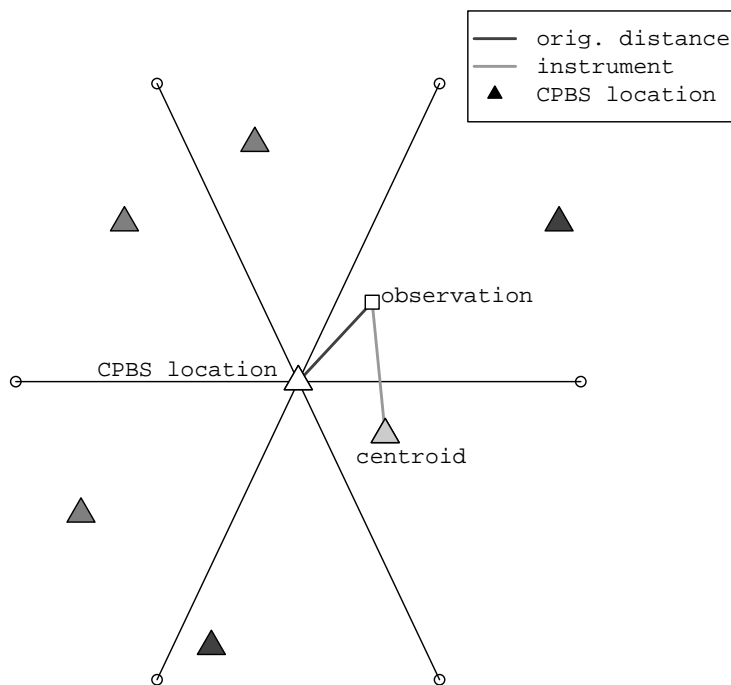 orig. distance
instrument
CPBS location
observation
CPBS location
centroid